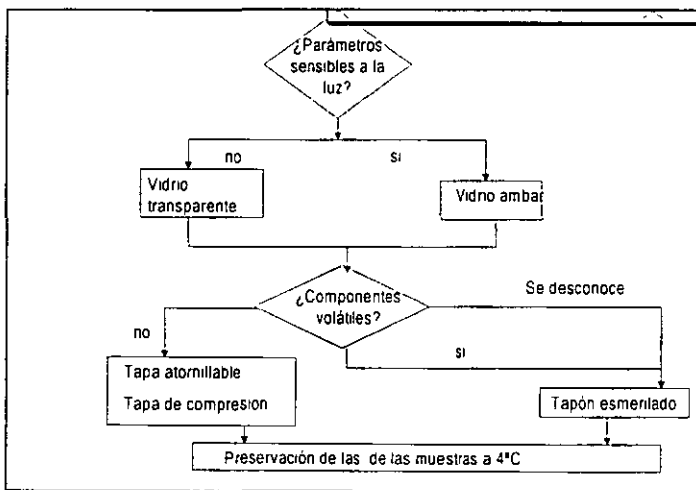 ¿Parámetros
sensibles a la
luz?
no
si
Vidrio
transparente
Vidrio ambar
¿Componentes
volátiles?
Se desconoce
no
si
Tapa atornillable
Tapa de compresion
Tapón esmerilado
Preservación de las de las muestras a 4°C